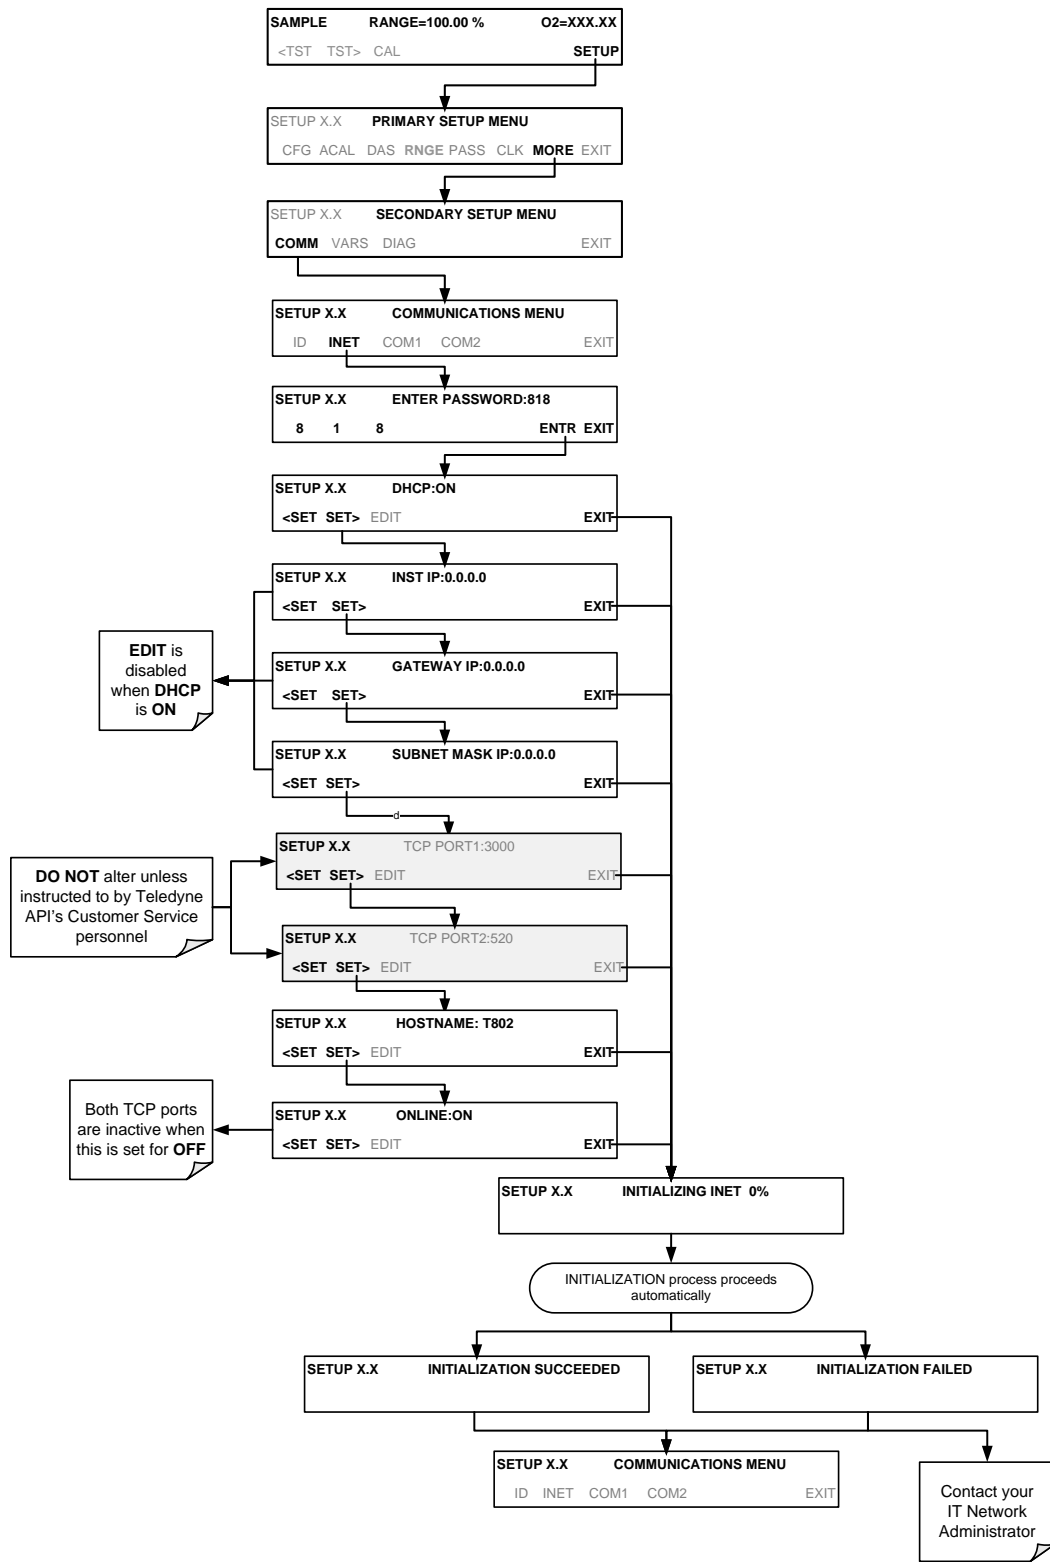 SAMPLE RANGE=100.00 % O2=XXX.XX
<TST TST> CAL SETUP
SETUP X.X PRIMARY SETUP MENU
CFG ACAL DAS RNGE PASS CLK MORE EXIT
SETUP X.X SECONDARY SETUP MENU
COMM VARS DIAG EXIT
SETUP X.X COMMUNICATIONS MENU
ID INET COM1 COM2 EXIT
SETUP X.X ENTER PASSWORD:818
8 1 8 ENTR EXIT
SETUP X.X DHCP:ON
<SET SET> EDIT EXIT
SETUP X.X INST IP:0.0.0.0
<SET SET> EXIT
EDIT is
disabled
when DHCP
is ON
SETUP X.X GATEWAY IP:0.0.0.0
<SET SET> EXIT
SETUP X.X SUBNET MASK IP:0.0.0.0
<SET SET> EXIT
d
SETUP X.X TCP PORT1:3000
<SET SET> EDIT EXIT
DO NOT alter unless
instructed to by Teledyne
API's Customer Service
personnel
SETUP X.X TCP PORT2:520
<SET SET> EDIT EXIT
SETUP X.X HOSTNAME: T802
<SET SET> EDIT EXIT
Both TCP ports
are inactive when
this is set for OFF
SETUP X.X ONLINE:ON
<SET SET> EDIT EXIT
SETUP X.X INITIALIZING INET 0%
INITIALIZATION process proceeds
automatically
SETUP X.X INITIALIZATION SUCCEEDED
SETUP X.X INITIALIZATION FAILED
SETUP X.X COMMUNICATIONS MENU
ID INET COM1 COM2 EXIT
Contact your
IT Network
Administrator